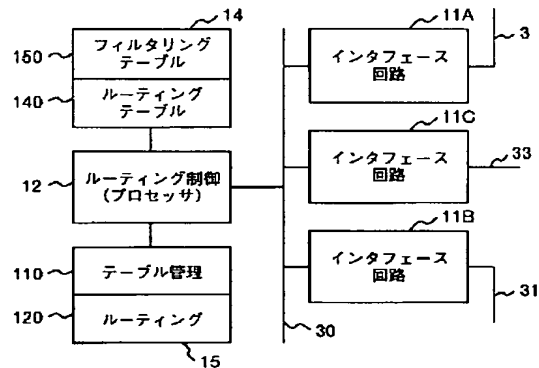 14
150
フィルタリング
テーブル
140
ルーティング
テーブル
12
ルーティング制御
(プロセッサ)
110
テーブル管理
120
ルーティング
15
11A
インタフェース
回路
3
11C
インタフェース
回路
33
11B
インタフェース
回路
31
30